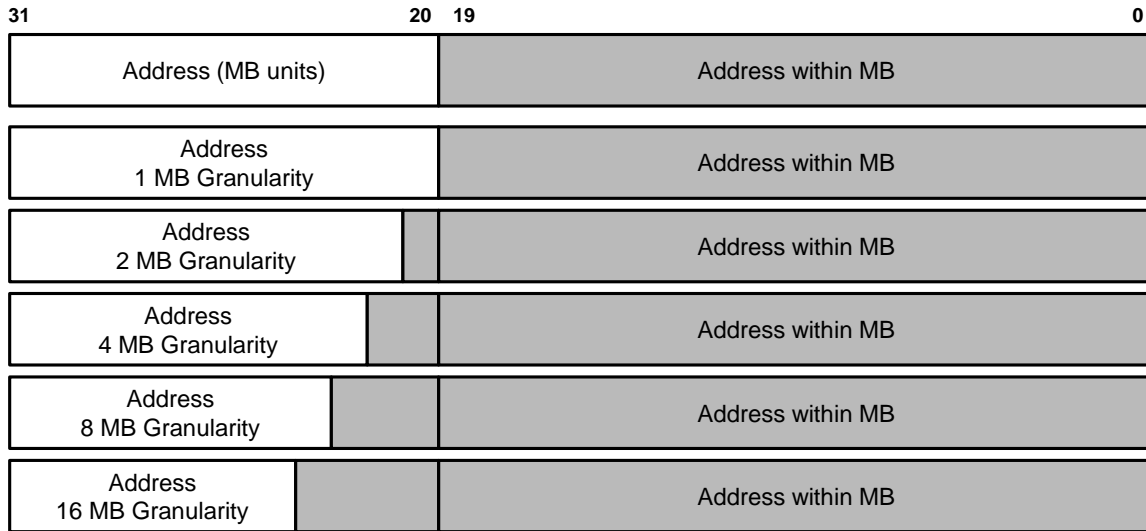 31 20 19 0
Address (MB units) Address within MB
Address
1 MB Granularity Address within MB
Address
2 MB Granularity Address within MB
Address
4 MB Granularity Address within MB
Address
8 MB Granularity Address within MB
Address
16 MB Granularity Address within MB